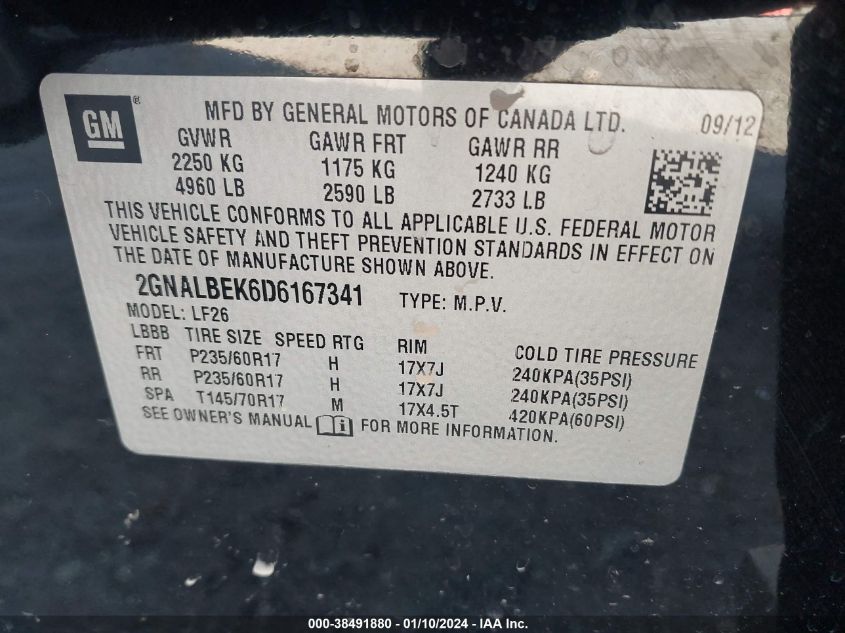 GM ®
MFD BY GENERAL MOTORS OF CANADA LTD. 09/12
GVWR GAWR FRT GAWR RR
2250 KG 1175 KG 1240 KG
4960 LB 2590 LB 2733 LB
THIS VEHICLE CONFORMS TO ALL APPLICABLE U.S. FEDERAL MOTOR
VEHICLE SAFETY AND THEFT PREVENTION STANDARDS IN EFFECT ON
THE DATE OF MANUFACTURE SHOWN ABOVE.
2GNALBEK6D6167341 TYPE: M.P.V.
MODEL: LF26
LBBB TIRE SIZE SPEED RTG RIM COLD TIRE PRESSURE
FRT P235/60R17 H 17X7J 240KPA(35PSI)
RR P235/60R17 H 17X7J 240KPA(35PSI)
SPA T145/70R17 M 17X4.5T 420KPA(60PSI)
SEE OWNER'S MANUAL i FOR MORE INFORMATION.
000-38491880 - 01/10/2024 - IAA Inc.